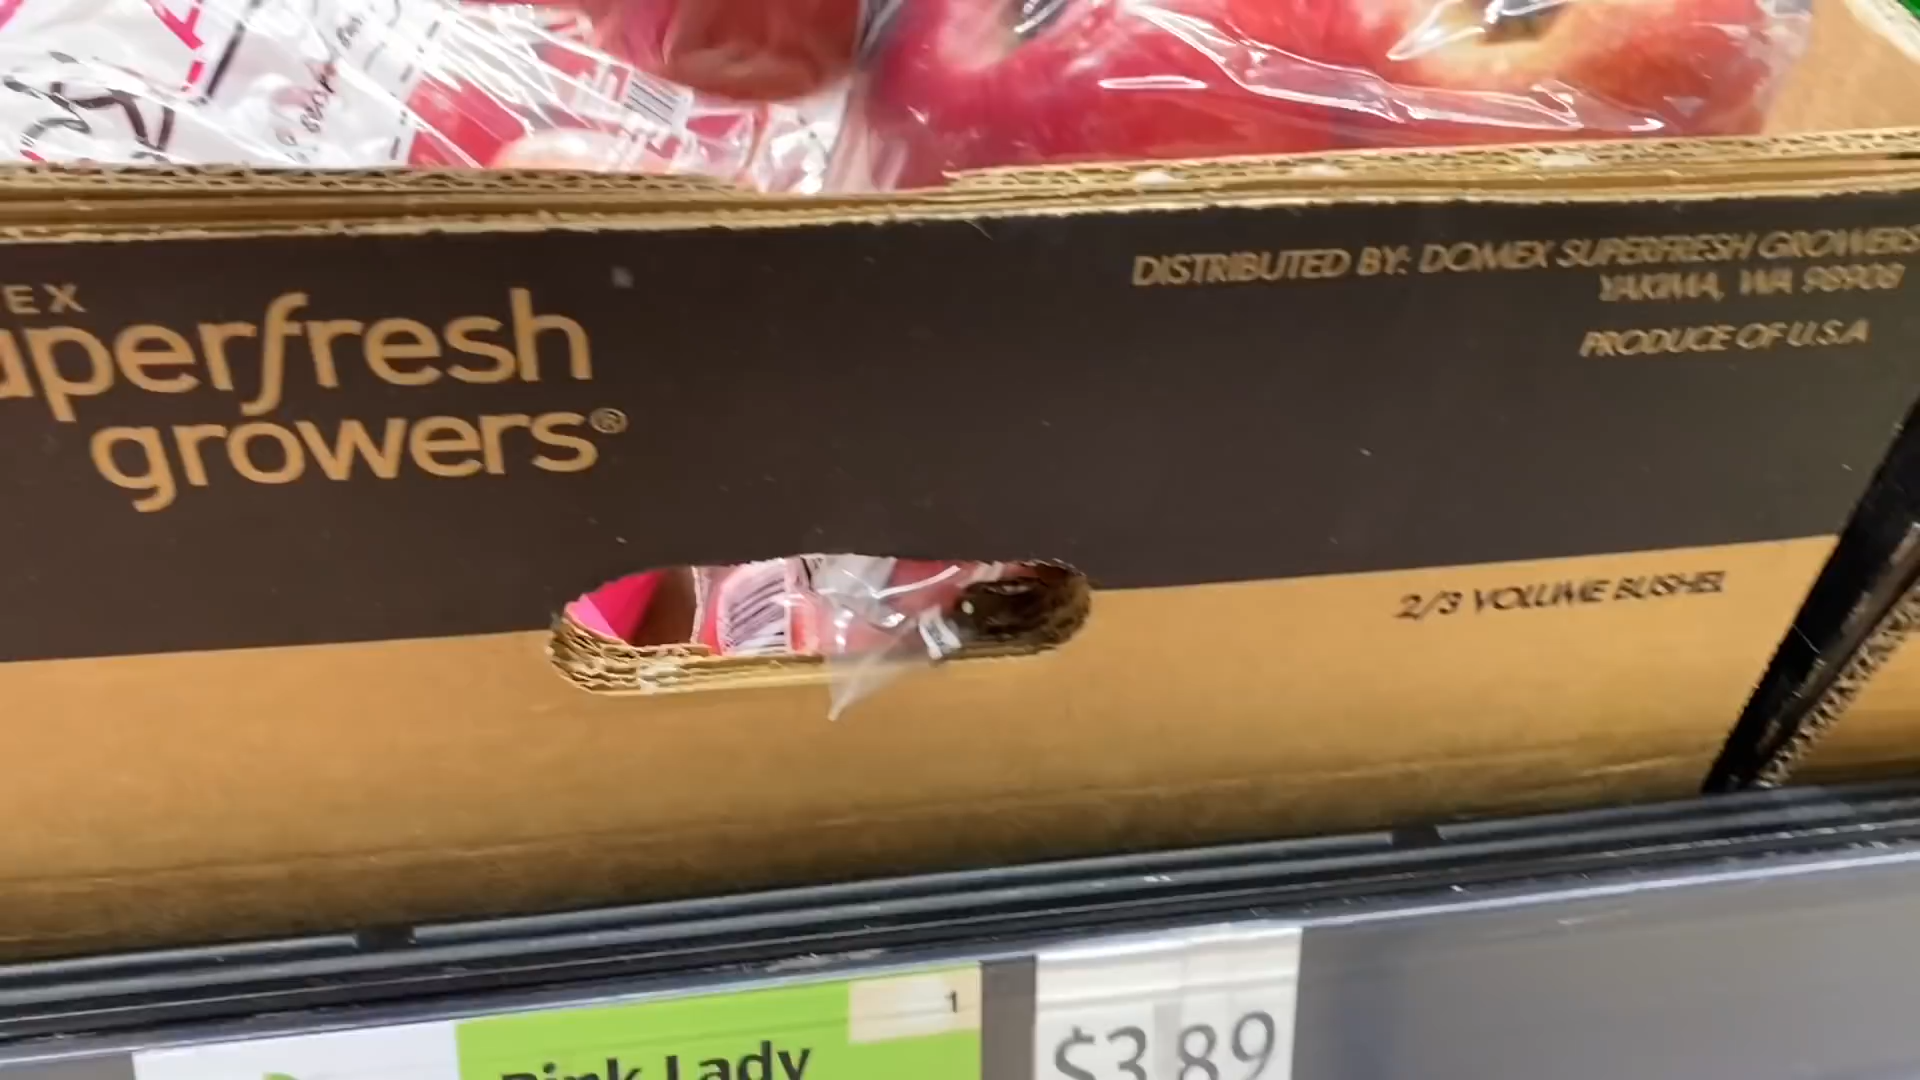 EX
uperfresh
growers®
DISTRIBUTED BY: DOMEX SUPERFRESH GROWERS
YAKIMA, WA 98908
PRODUCE OF U.S.A
2/3 VOLUME BUSHEL
1
Pink Lady
$3.89